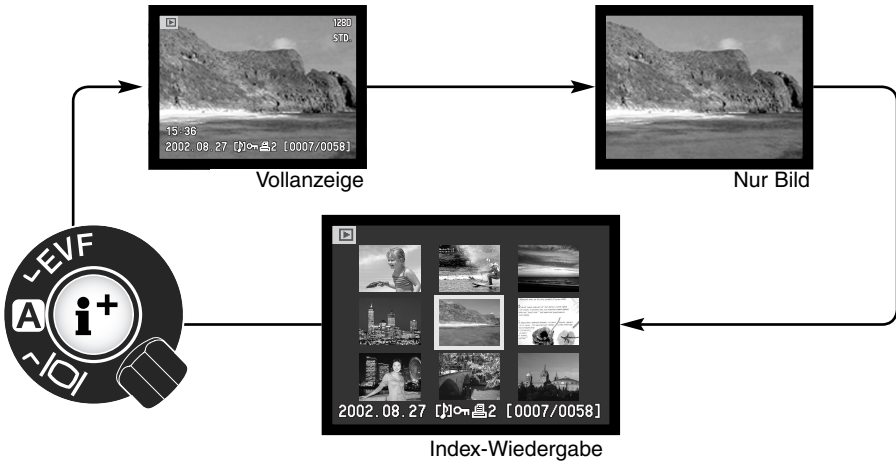 1280
STD.
15:36
2002.08.27 2 [0007/0058]
Vollanzeige
Nur Bild
EVF
A
i+
2002.08.27 2 [0007/0058]
Index-Wiedergabe